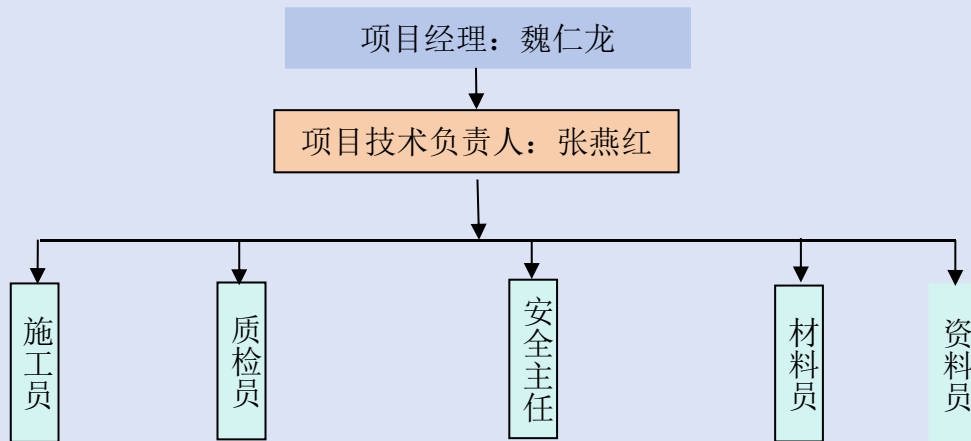 项目经理：魏仁龙
项目技术负责人：张燕红
施工员
质检员
安全主任
材料员
资料员